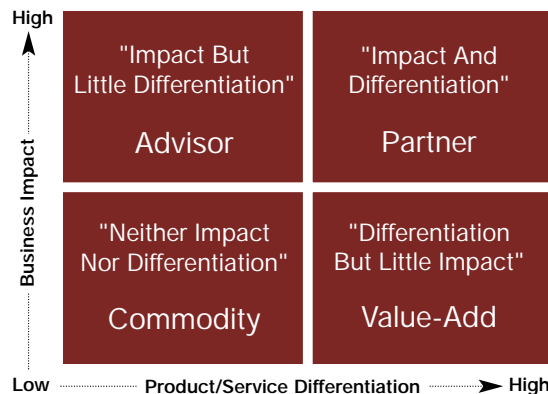 High
"Impact But
Little Differentiation"
Advisor
"Impact And
Differentiation"
Partner
Business Impact
"Neither Impact
Nor Differentiation"
Commodity
"Differentiation
But Little Impact"
Value-Add
Low
Product/Service Differentiation
High